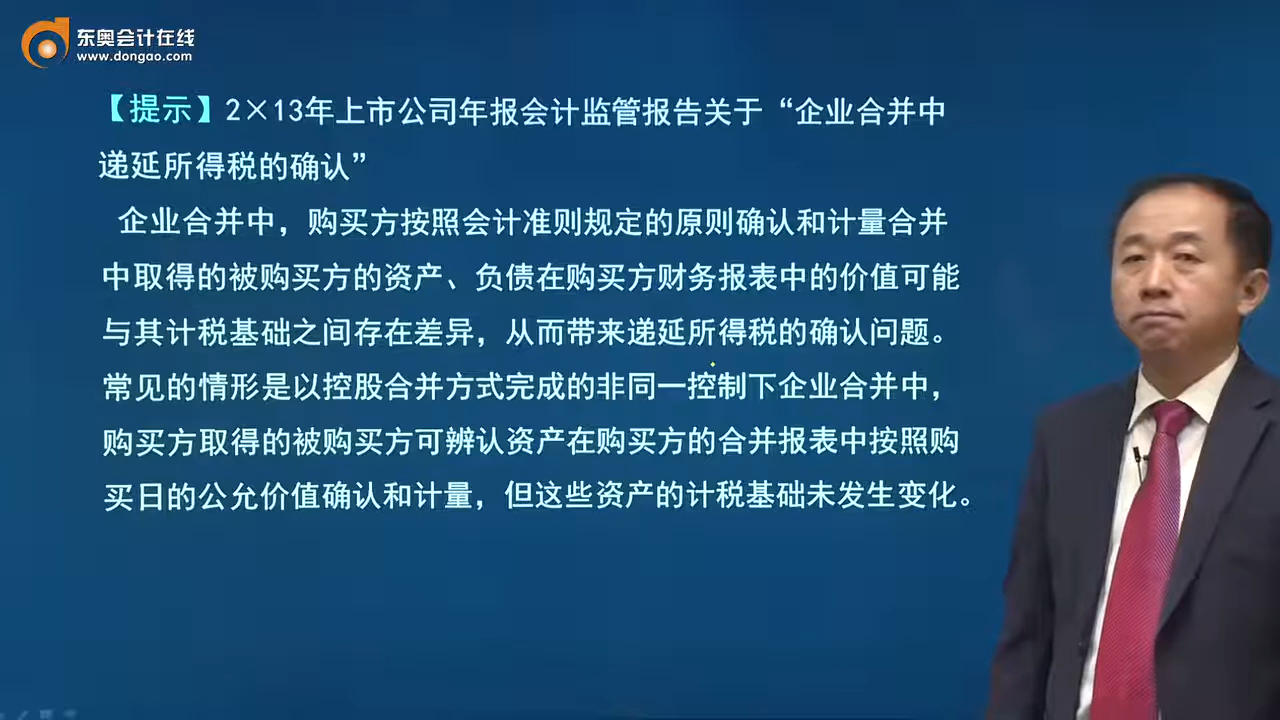 东奥会计在线
www.dongao.com
【提示】2×13年上市公司年报会计监管报告关于“企业合并中
递延所得税的确认”
企业合并中，购买方按照会计准则规定的原则确认和计量合并
中取得的被购买方的资产、负债在购买方财务报表中的价值可能
与其计税基础之间存在差异，从而带来递延所得税的确认问题。
常见的情形是以控股合并方式完成的非同一控制下企业合并中，
购买方取得的被购买方可辨认资产在购买方的合并报表中按照购
买日的公允价值确认和计量，但这些资产的计税基础未发生变化。